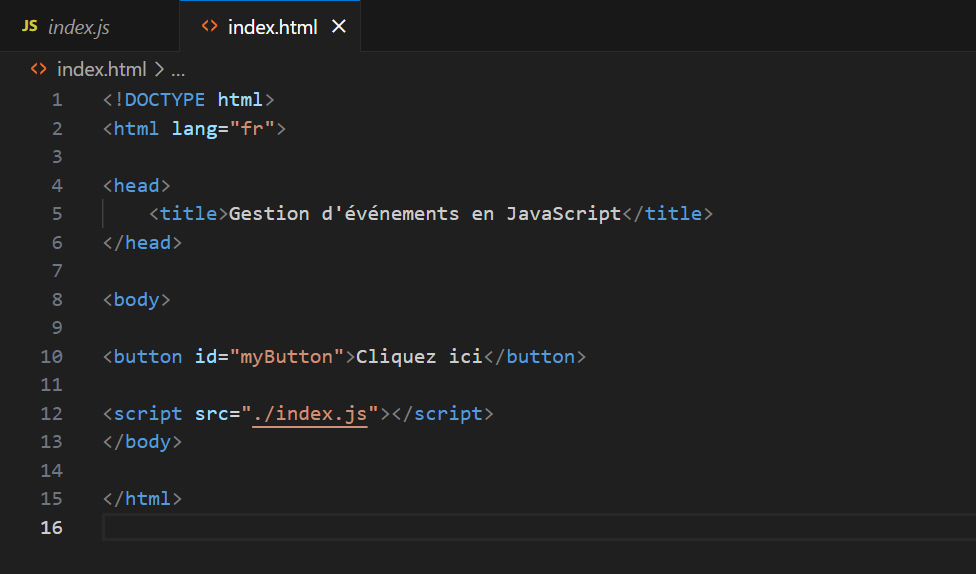 JS index.js <> index.html ×
<> index.html > ...
1 <!DOCTYPE html>
2 <html lang="fr">
3
4 <head>
5     <title>Gestion d'événements en JavaScript</title>
6 </head>
7
8 <body>
9
10 <button id="myButton">Cliquez ici</button>
11
12 <script src="./index.js"></script>
13 </body>
14
15 </html>
16